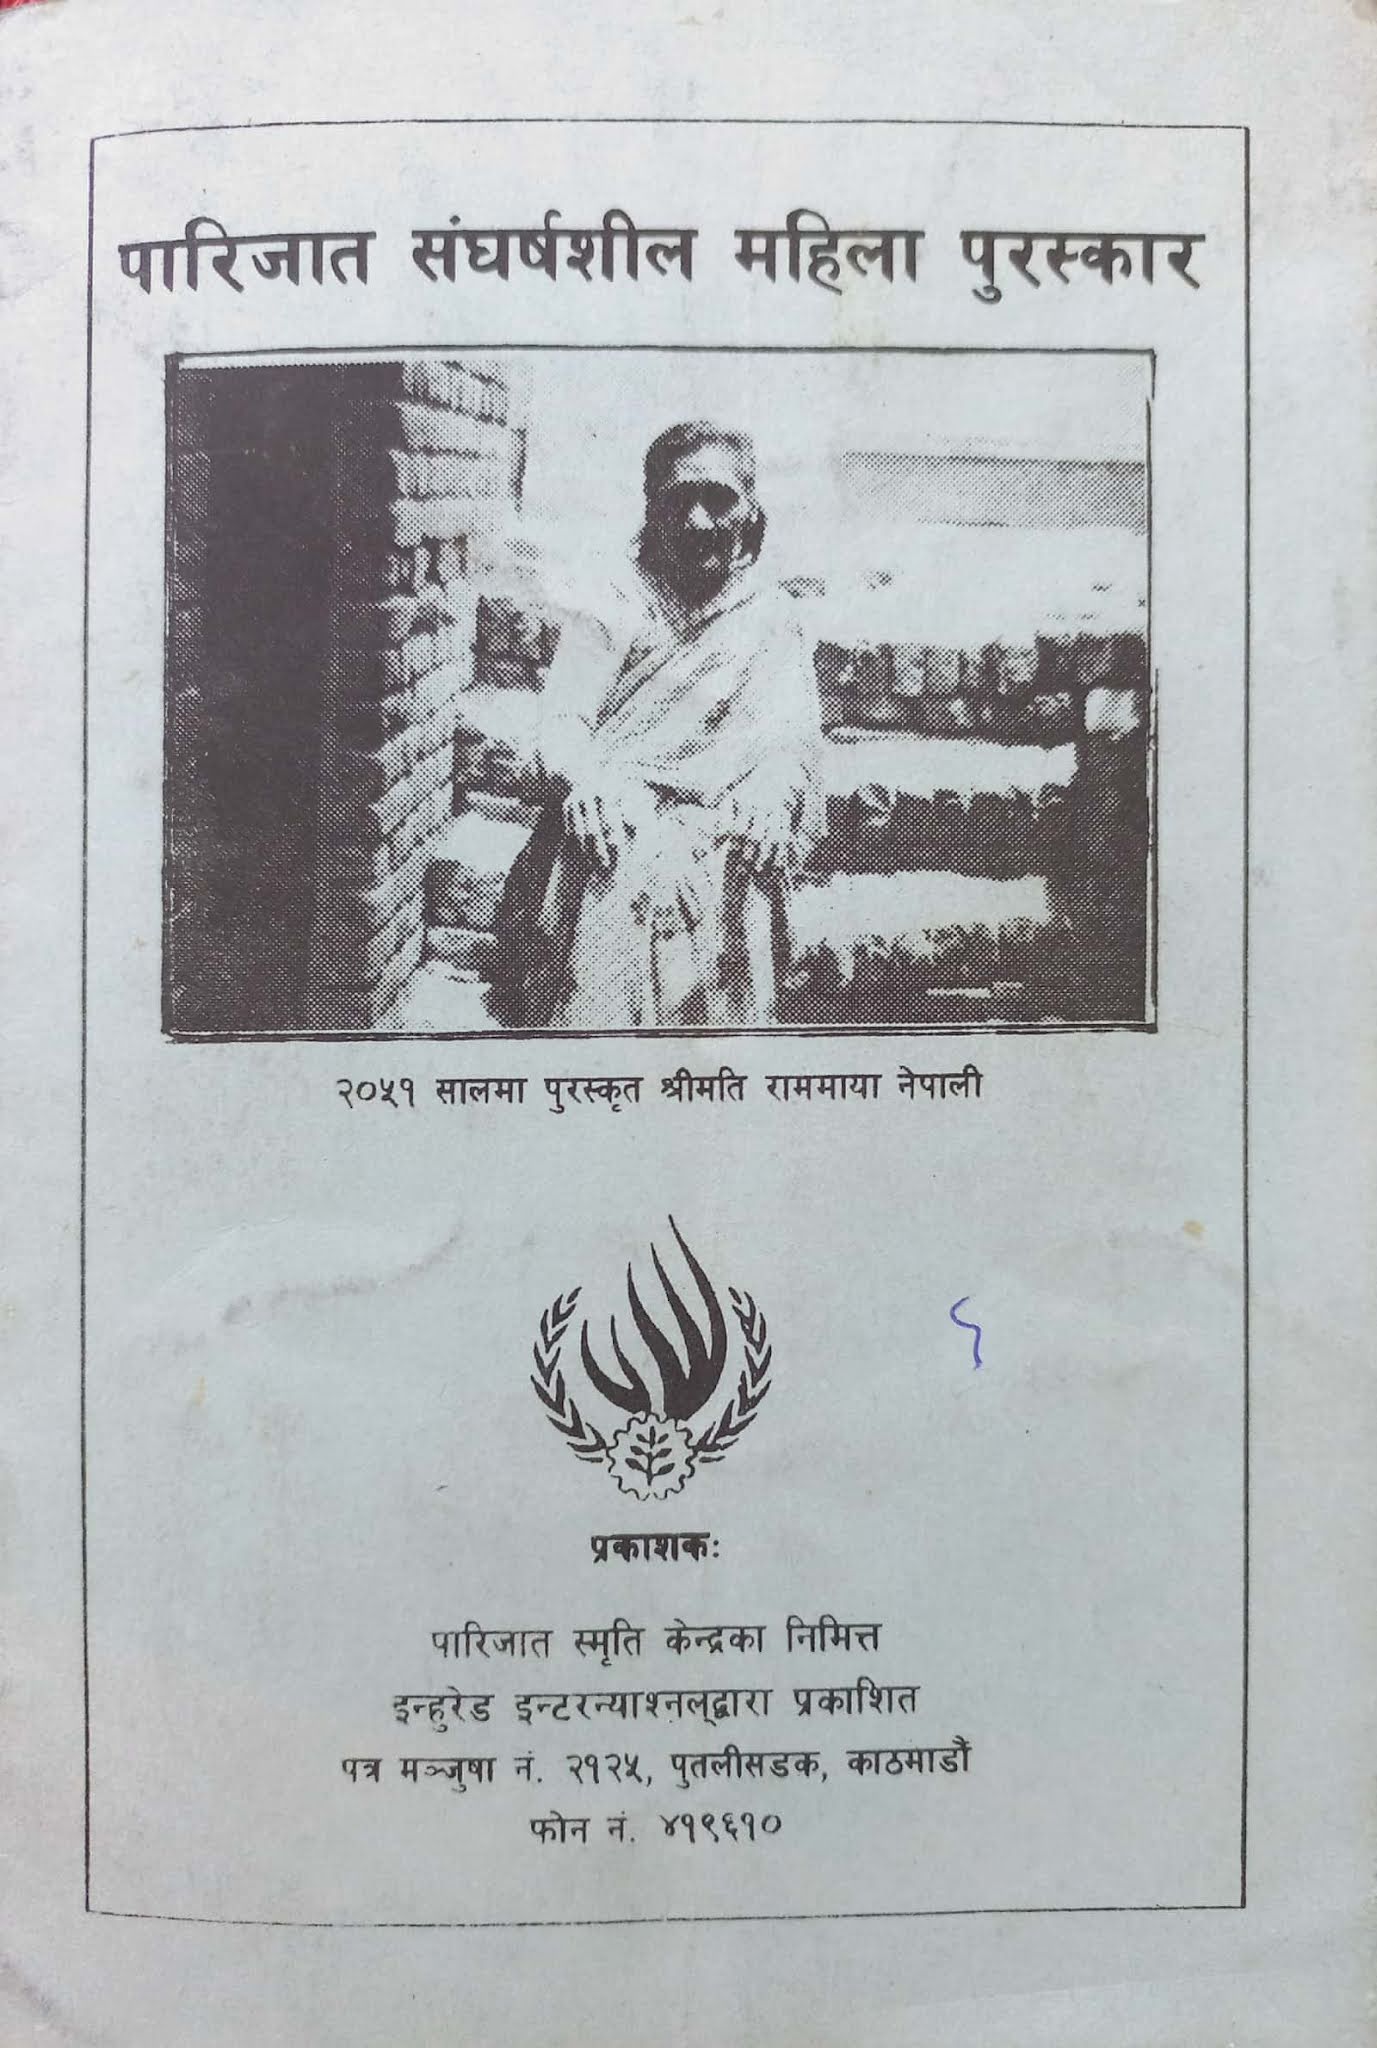 पारिजात संघर्षशील महिला पुरस्कार
२०५१ सालमा पुरस्कृत श्रीमति राममाया नेपाली
प्रकाशक:
पारिजात स्मृति केन्द्रका निमित्त
इन्हुरेड इन्टरन्याश्नल्द्वारा प्रकाशित
पत्र मञ्जुषा नं. २१२५, पुतलीसडक, काठमाडौं
फोन नं. ४१९६१०